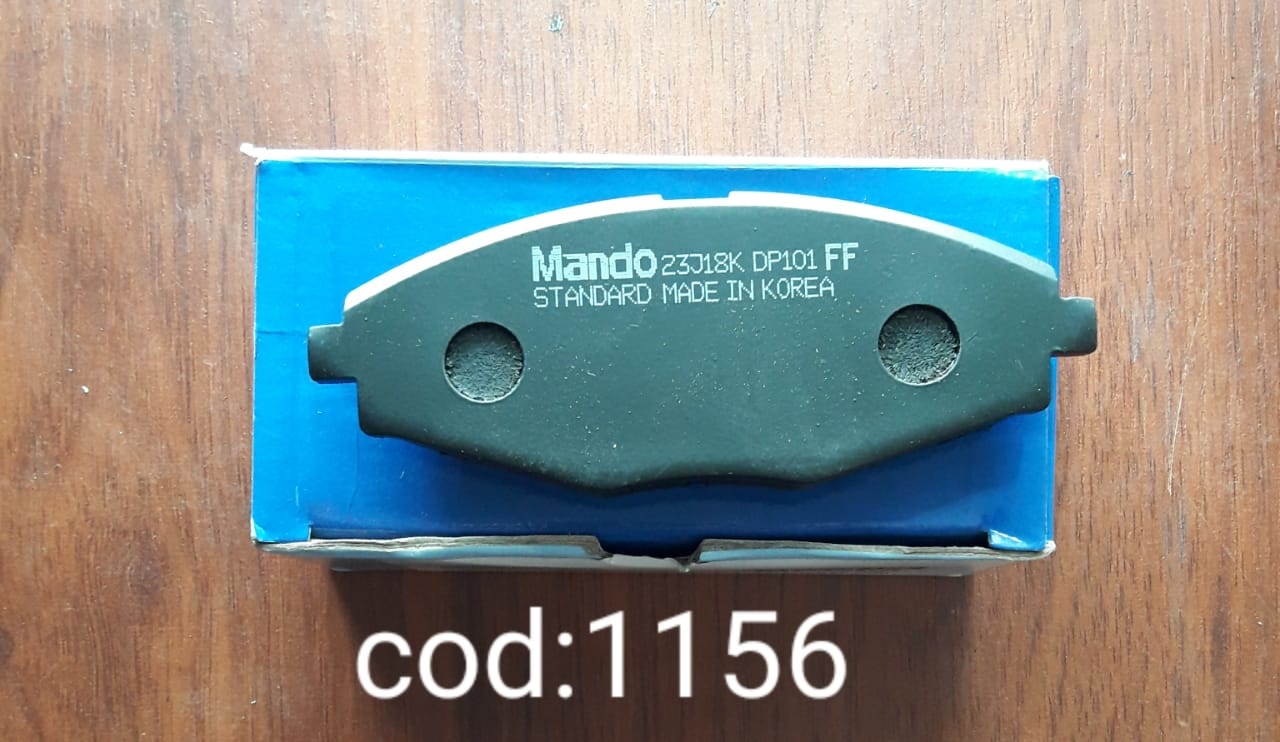 Mando 23J18K DP101 FF
STANDARD MADE IN KOREA
cod:1156